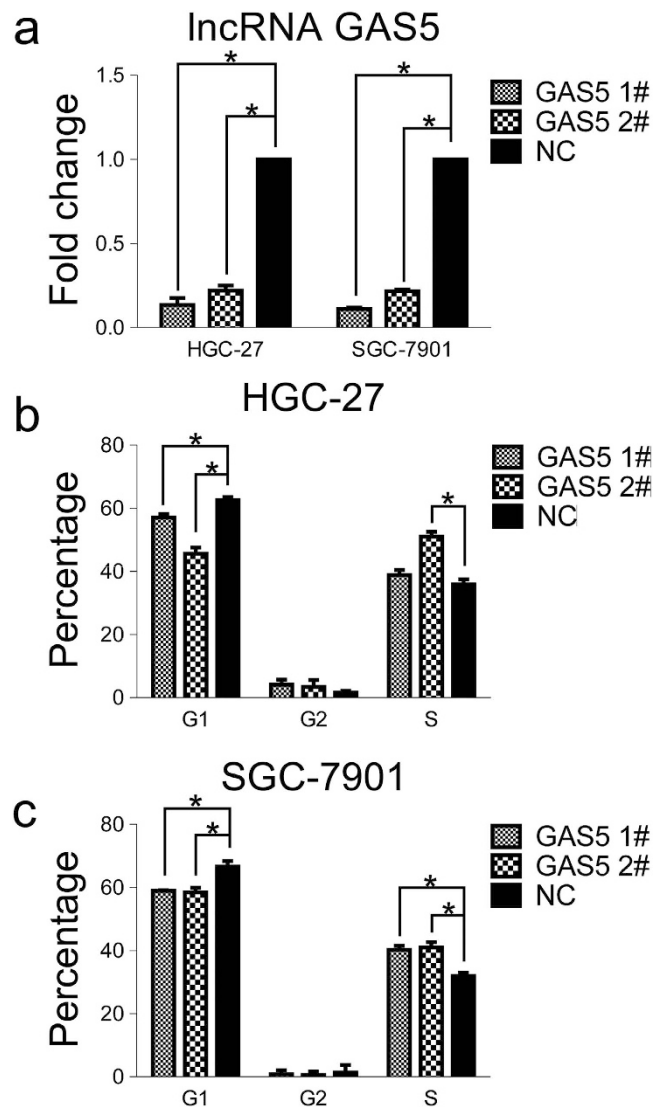 a
lncRNA GAS5
Fold change
1.5
1.0
0.5
0.0
*
*
*
*
HGC-27
SGC-7901
GAS5 1#
GAS5 2#
NC
b
HGC-27
Percentage
80
60
40
20
0
*
*
*
G1
G2
S
GAS5 1#
GAS5 2#
NC
c
SGC-7901
Percentage
80
60
40
20
0
*
*
*
*
G1
G2
S
GAS5 1#
GAS5 2#
NC